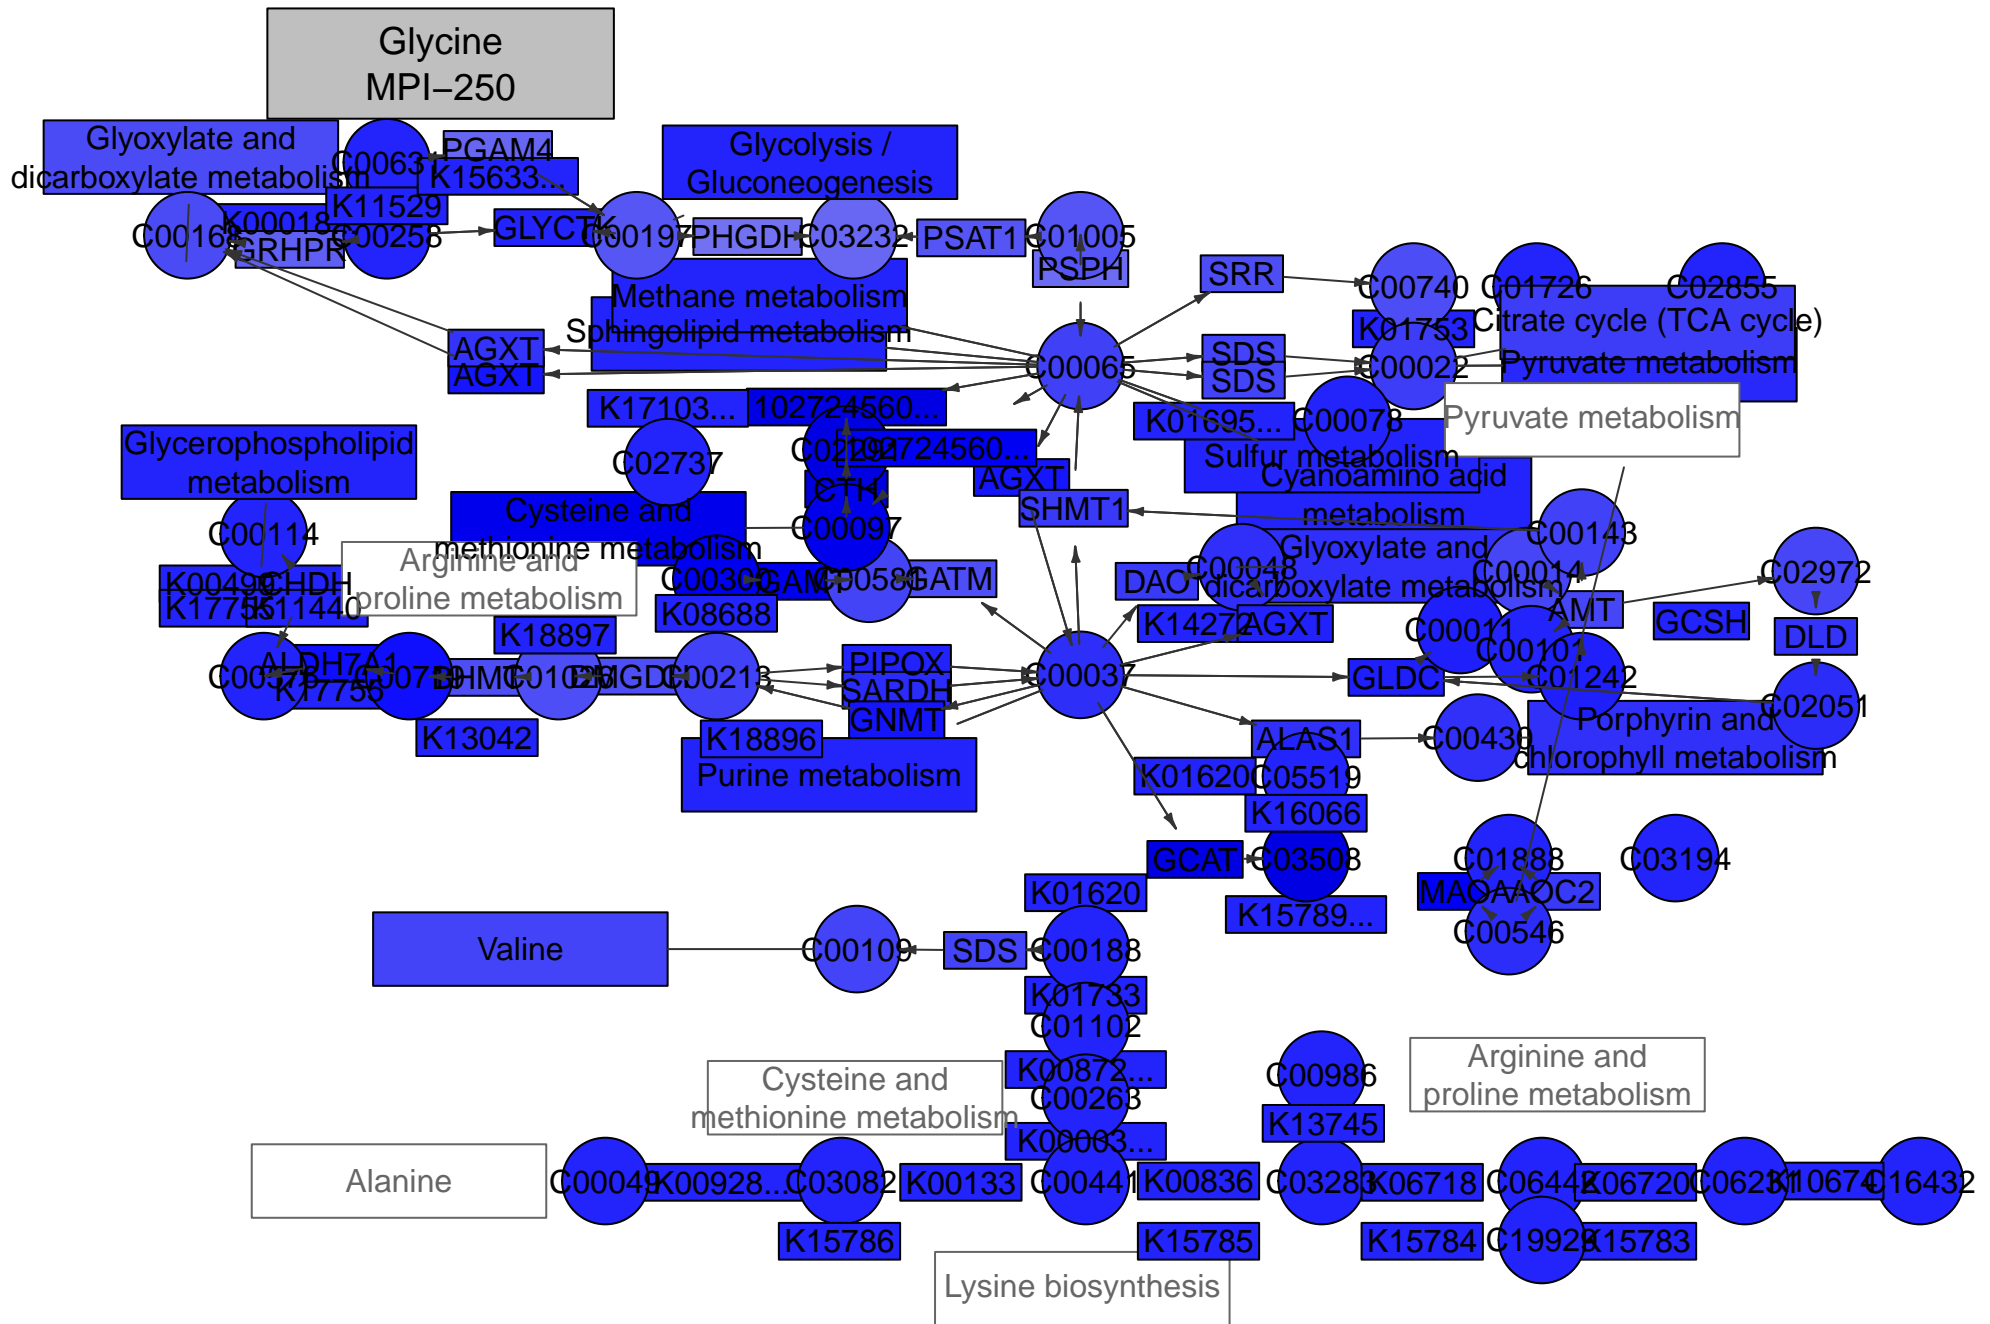 Glycine
MPI–250
Glyoxylate and
dicarboxylate metabolism
PGAM4
K15633...
K11529
K00018
GRHPR
C00258
GLYCTK
C00197
PHGDH
C03232
PSAT1
C01005
PSPH
Glycolysis /
Gluconeogenesis
Methane metabolism
Sphingolipid metabolism
SRR
C00740
C01726
C02855
K01753
Citrate cycle (TCA cycle)
Pyruvate metabolism
AGXT
AGXT
C00065
SDS
SDS
C00022
K17103...
102724560...
K01695...
C00078
Pyruvate metabolism
Glycerophospholipid
metabolism
C02737
102724560...
AGXT
CTH
SHMT1
Sulfur metabolism
Cyanoamino acid
metabolism
C00114
Cysteine and
methionine metabolism
C00097
C00143
Arginine and
proline metabolism
C00300
GATM
DAO
C00048
Glyoxylate and
dicarboxylate metabolism
C00014
C02972
CHDH
K17755
K11440
K08688
K14272
AGXT
AMT
GCSH
DLD
K18897
C00011
C00101
ALDH7A1
K17755
C00719
C00213
PIPOX
SARDH
GNMT
C00037
GLDC
C01242
C02051
K13042
K18896
Purine metabolism
ALAS1
C00430
Porphyrin and
chlorophyll metabolism
K01620
C05519
K16066
GCAT
C03508
C01888
C03194
K01620
K15789...
MAOA
AOC2
C00546
Valine
C00109
SDS
C00188
K01733
C01102
K00872...
C00263
K00003...
Cysteine and
methionine metabolism
C00986
K13745
Arginine and
proline metabolism
Alanine
C00049
K00928...
C03082
K00133
C00441
K00836
C03283
K06718
C06442
K06720
C06231
K10674
C16432
K15786
K15785
K15784
C19929
K15783
Lysine biosynthesis